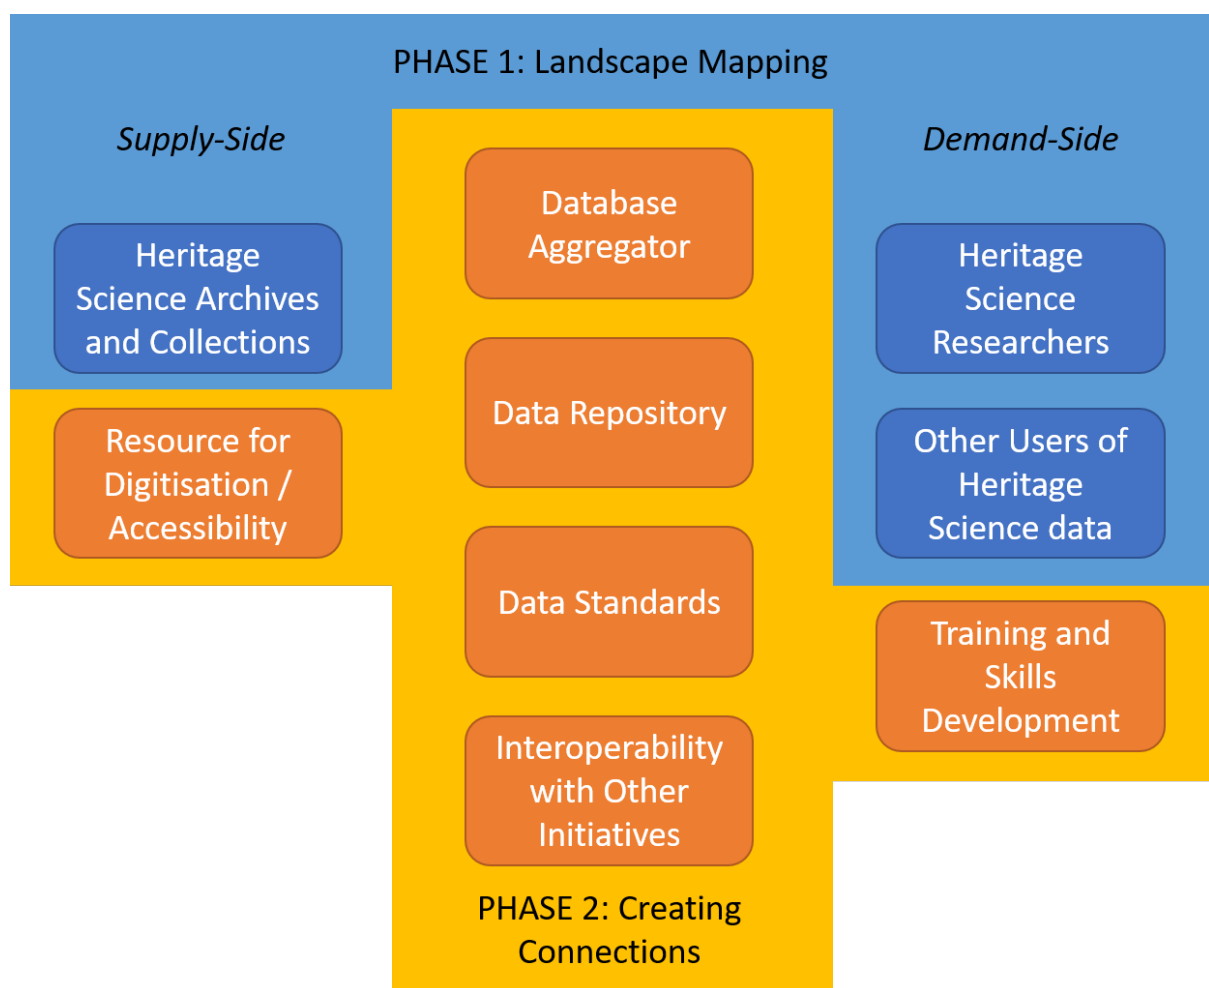 PHASE 1: Landscape Mapping
Supply-Side
Heritage
Science Archives
and Collections
Resource for
Digitisation /
Accessibility
Database
Aggregator
Data Repository
Data Standards
Interoperability
with Other
Initiatives
PHASE 2: Creating
Connections
Demand-Side
Heritage
Science
Researchers
Other Users of
Heritage
Science data
Training and
Skills
Development